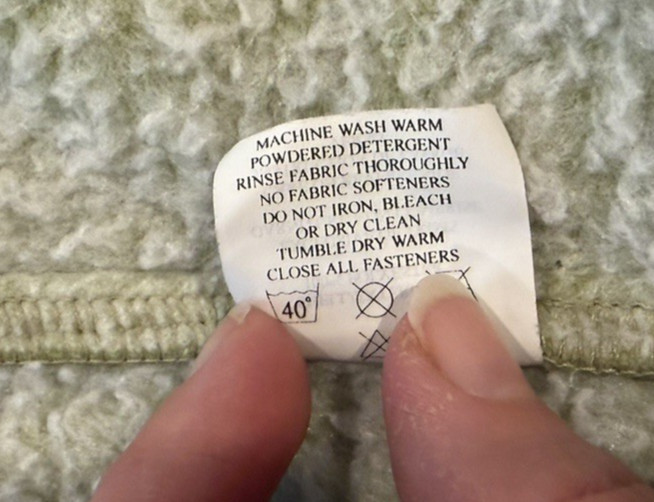 MACHINE WASH WARM
POWDERED DETERGENT
RINSE FABRIC THOROUGHLY
NO FABRIC SOFTENERS
DO NOT IRON, BLEACH
OR DRY CLEAN
TUMBLE DRY WARM
CLOSE ALL FASTENERS
40°